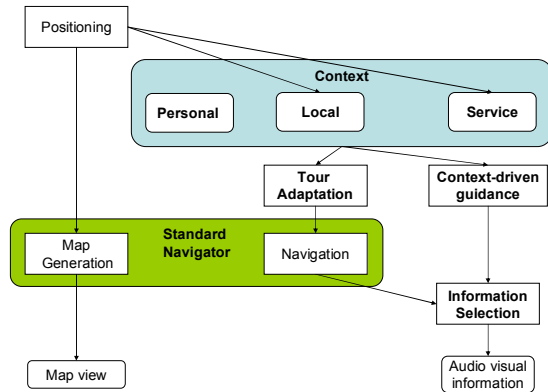 Positioning
Context
Personal
Local
Service
Tour
Adaptation
Context-driven
guidance
Standard
Navigator
Map
Generation
Navigation
Information
Selection
Map view
Audio visual
information